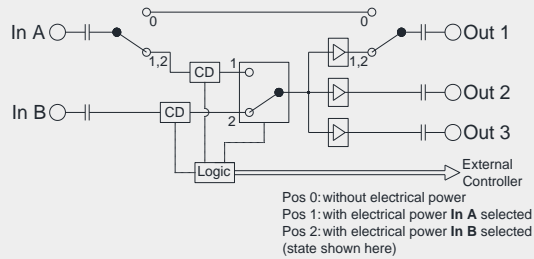 0 0
In A Out 1
1,2 1 1,2
CD
In B CD 2 Out 2
Out 3
Logic External
Controller
Pos 0: without electrical power
Pos 1: with electrical power In A selected
Pos 2: with electrical power In B selected
(state shown here)